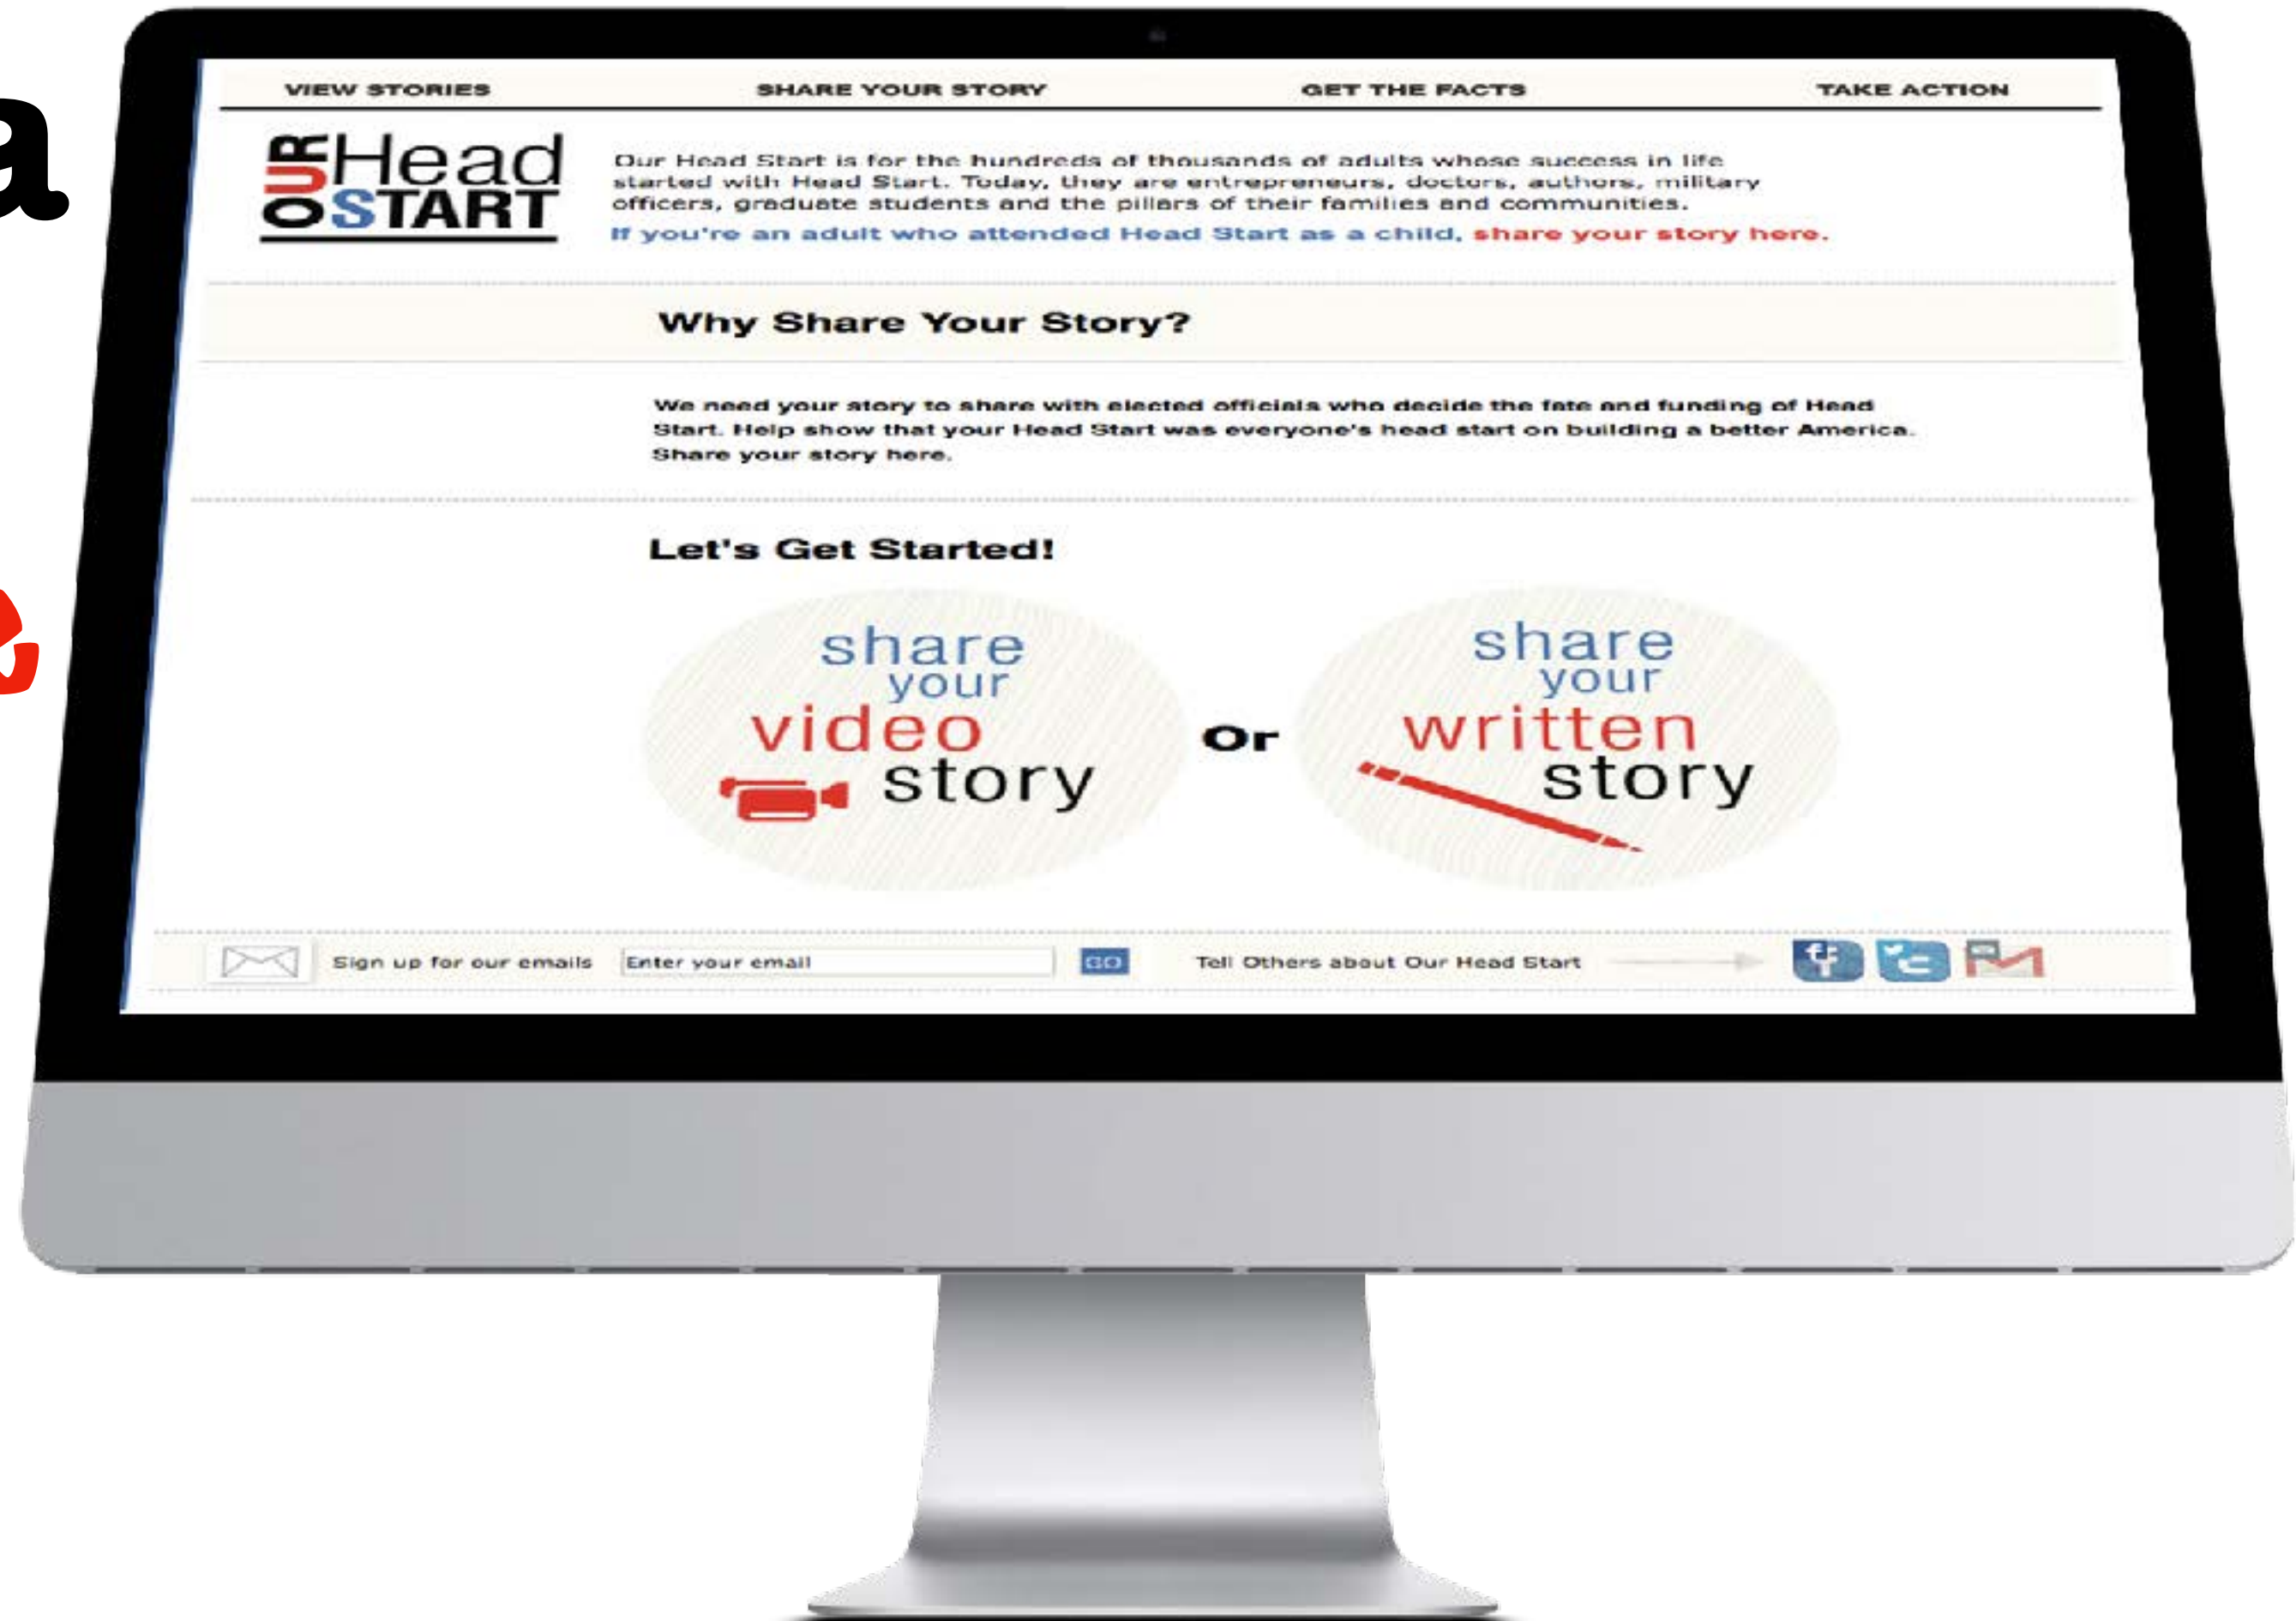 a
VIEW STORIES SHARE YOUR STORY GET THE FACTS TAKE ACTION
OUR Head START
Our Head Start is for the hundreds of thousands of adults whose success in life
started with Head Start. Today, they are entrepreneurs, doctors, authors, military
officers, graduate students and the pillars of their families and communities.
If you're an adult who attended Head Start as a child, share your story here.
Why Share Your Story?
We need your story to share with elected officials who decide the fate and funding of Head
Start. Help show that your Head Start was everyone's head start on building a better America.
Share your story here.
Let's Get Started!
share
your
video
story
Or
share
your
written
story
Sign up for our emails Enter your email GO Tell Others about Our Head Start